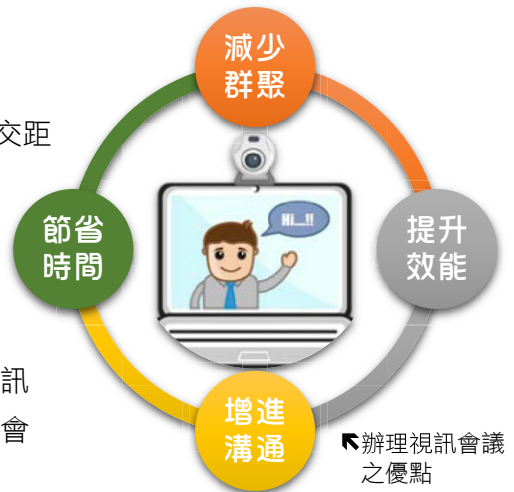 減少
群聚
交距
Hi...!!
節省
時間
提升
效能
訊
會
增進
溝通
↖辦理視訊會議
之優點